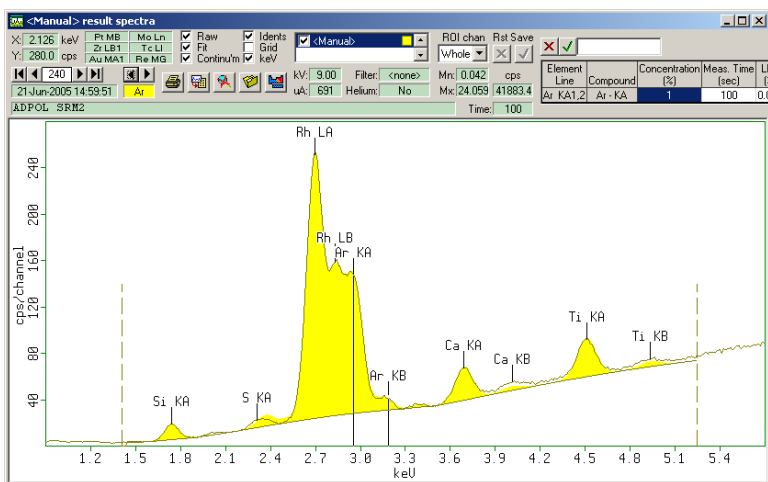 <Manual> result spectra
X: 2.126 keV Pt MB Mo Ln Raw Idents <Manual> ROI chan Rst Save
Y: 280.0 cps Zr LB1 Tc LI Fit Grid Whole
Au MA1 Re MG Continu'm keV
240 kV: 9.00 Filter: <none> Mn: 0.042 cps
21-Jun-2005 14:59:51 Ar uA: 691 Helium: No Mx: 24.059 41883.4
ADPOL SRM2 Time: 100
Element Line Compound Concentration (%) Meas. Time (sec)
Ar KA1,2 Ar - KA 1 100 0.0
Rh LA
Rh LB
Ar KA
Ar KB
Si KA
S KA
Ca KA
Ca KB
Ti KA
Ti KB
cps/channel
240
200
160
120
80
40
1.2 1.5 1.8 2.1 2.4 2.7 3.0 3.3 3.6 3.9 4.2 4.5 4.8 5.1 5.4
keV